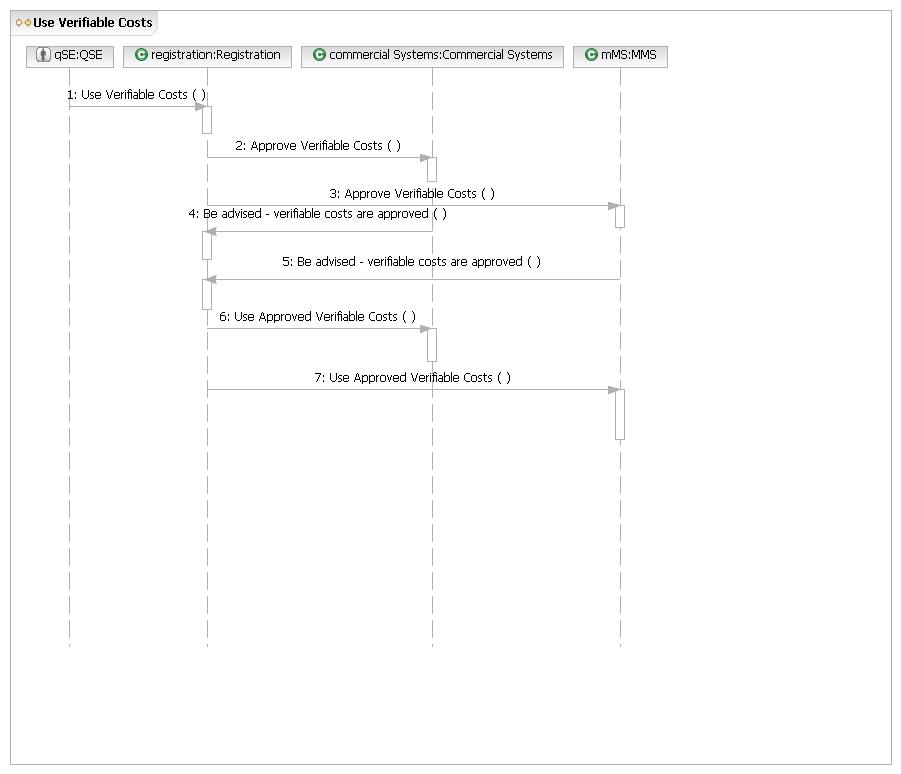 Use Verifiable Costs
qSE:QSE
registration:Registration
commercial Systems:Commercial Systems
mMS:MMS
1: Use Verifiable Costs ( )
2: Approve Verifiable Costs ( )
3: Approve Verifiable Costs ( )
4: Be advised - verifiable costs are approved ( )
5: Be advised - verifiable costs are approved ( )
6: Use Approved Verifiable Costs ( )
7: Use Approved Verifiable Costs ( )